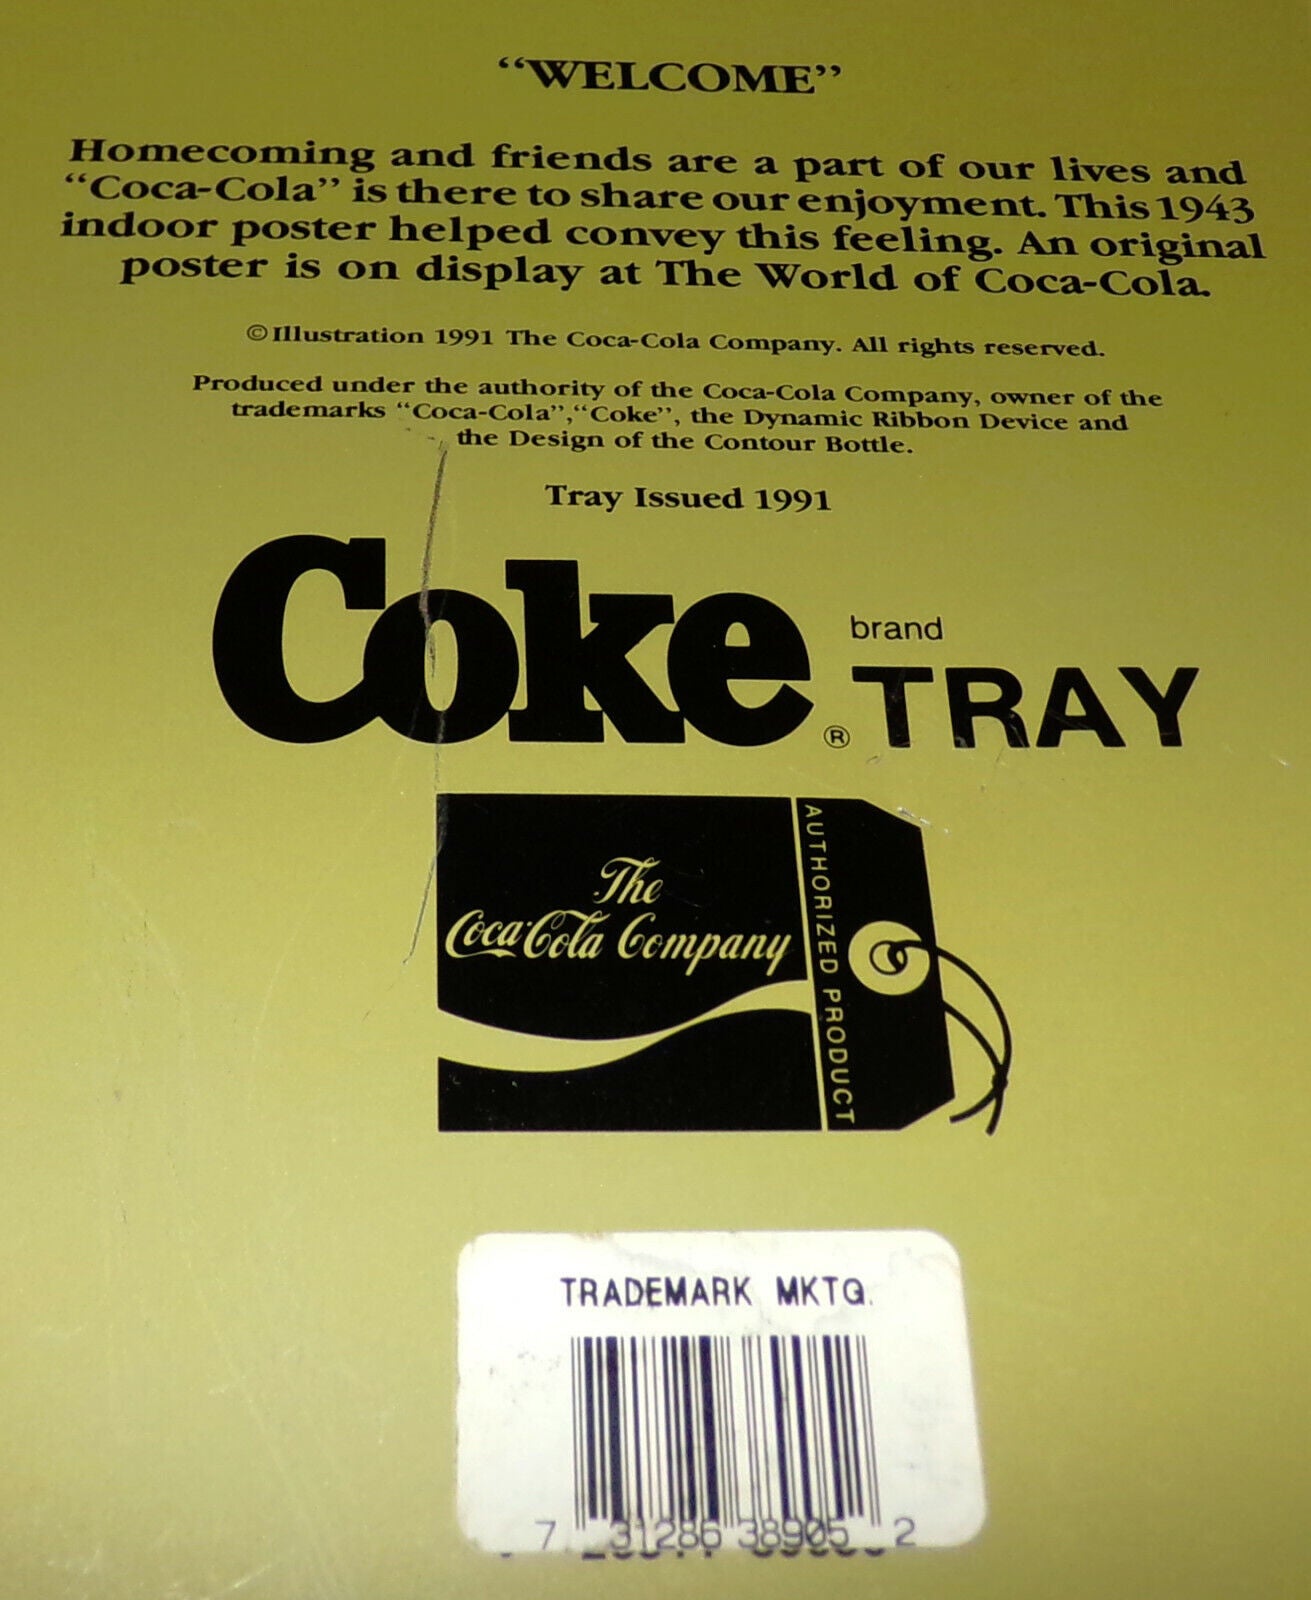 “WELCOME”
Homecoming and friends are a part of our lives and
“Coca-Cola” is there to share our enjoyment. This 1943
indoor poster helped convey this feeling. An original
poster is on display at The World of Coca-Cola.
©Illustration 1991 The Coca-Cola Company. All rights reserved.
Produced under the authority of the Coca-Cola Company, owner of the
trademarks “Coca-Cola”,“Coke”, the Dynamic Ribbon Device and
the Design of the Contour Bottle.
Tray Issued 1991
Coke® brand TRAY
The
Coca-Cola Company
AUTHORIZED PRODUCT
TRADEMARK MKTG.
7 31286 38905 2